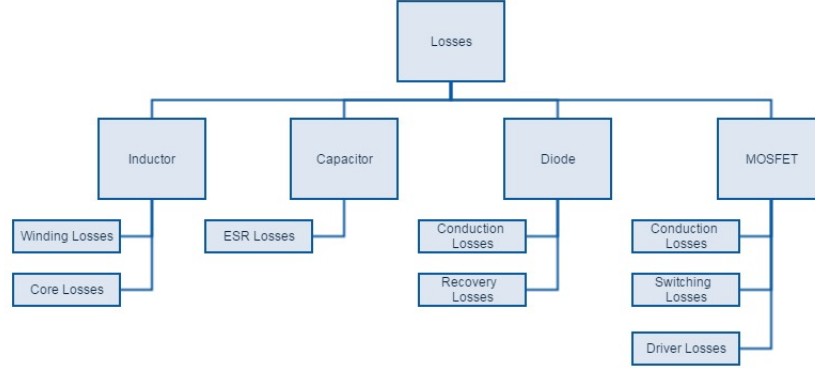 Losses
Inductor
Capacitor
Diode
MOSFET
Winding Losses
ESR Losses
Conduction
Losses
Conduction
Losses
Core Losses
Recovery
Losses
Switching
Losses
Driver Losses